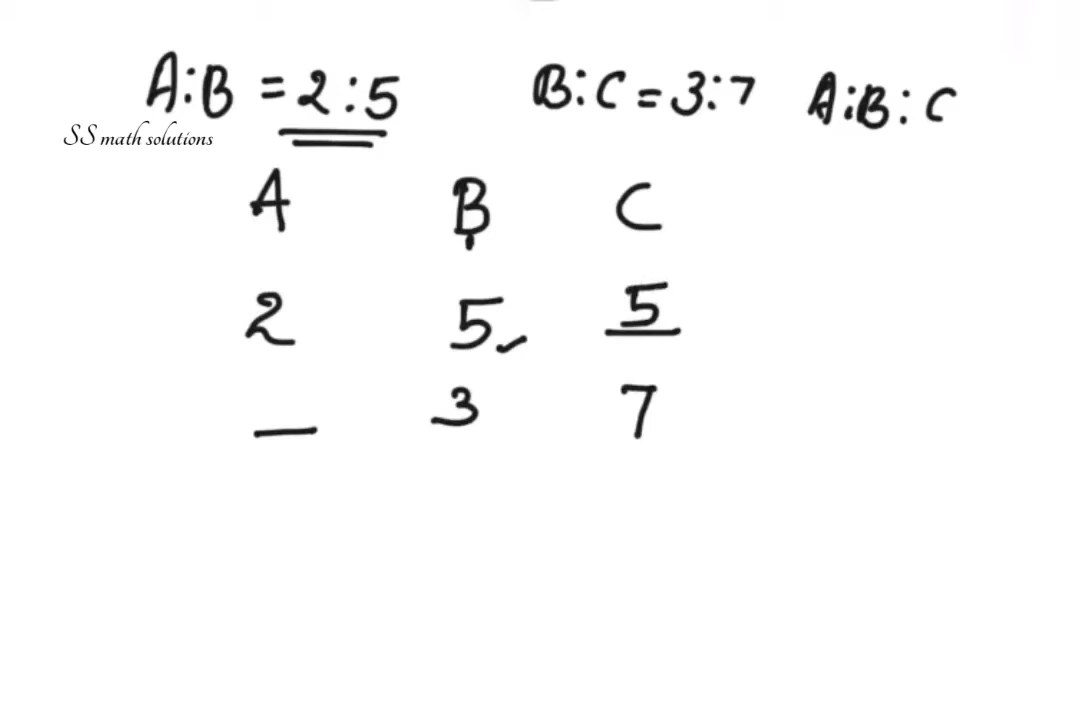 A:B = 2:5 B:C = 3:7 A:B:C
SS math solutions
A B C
2 5 5
3 7